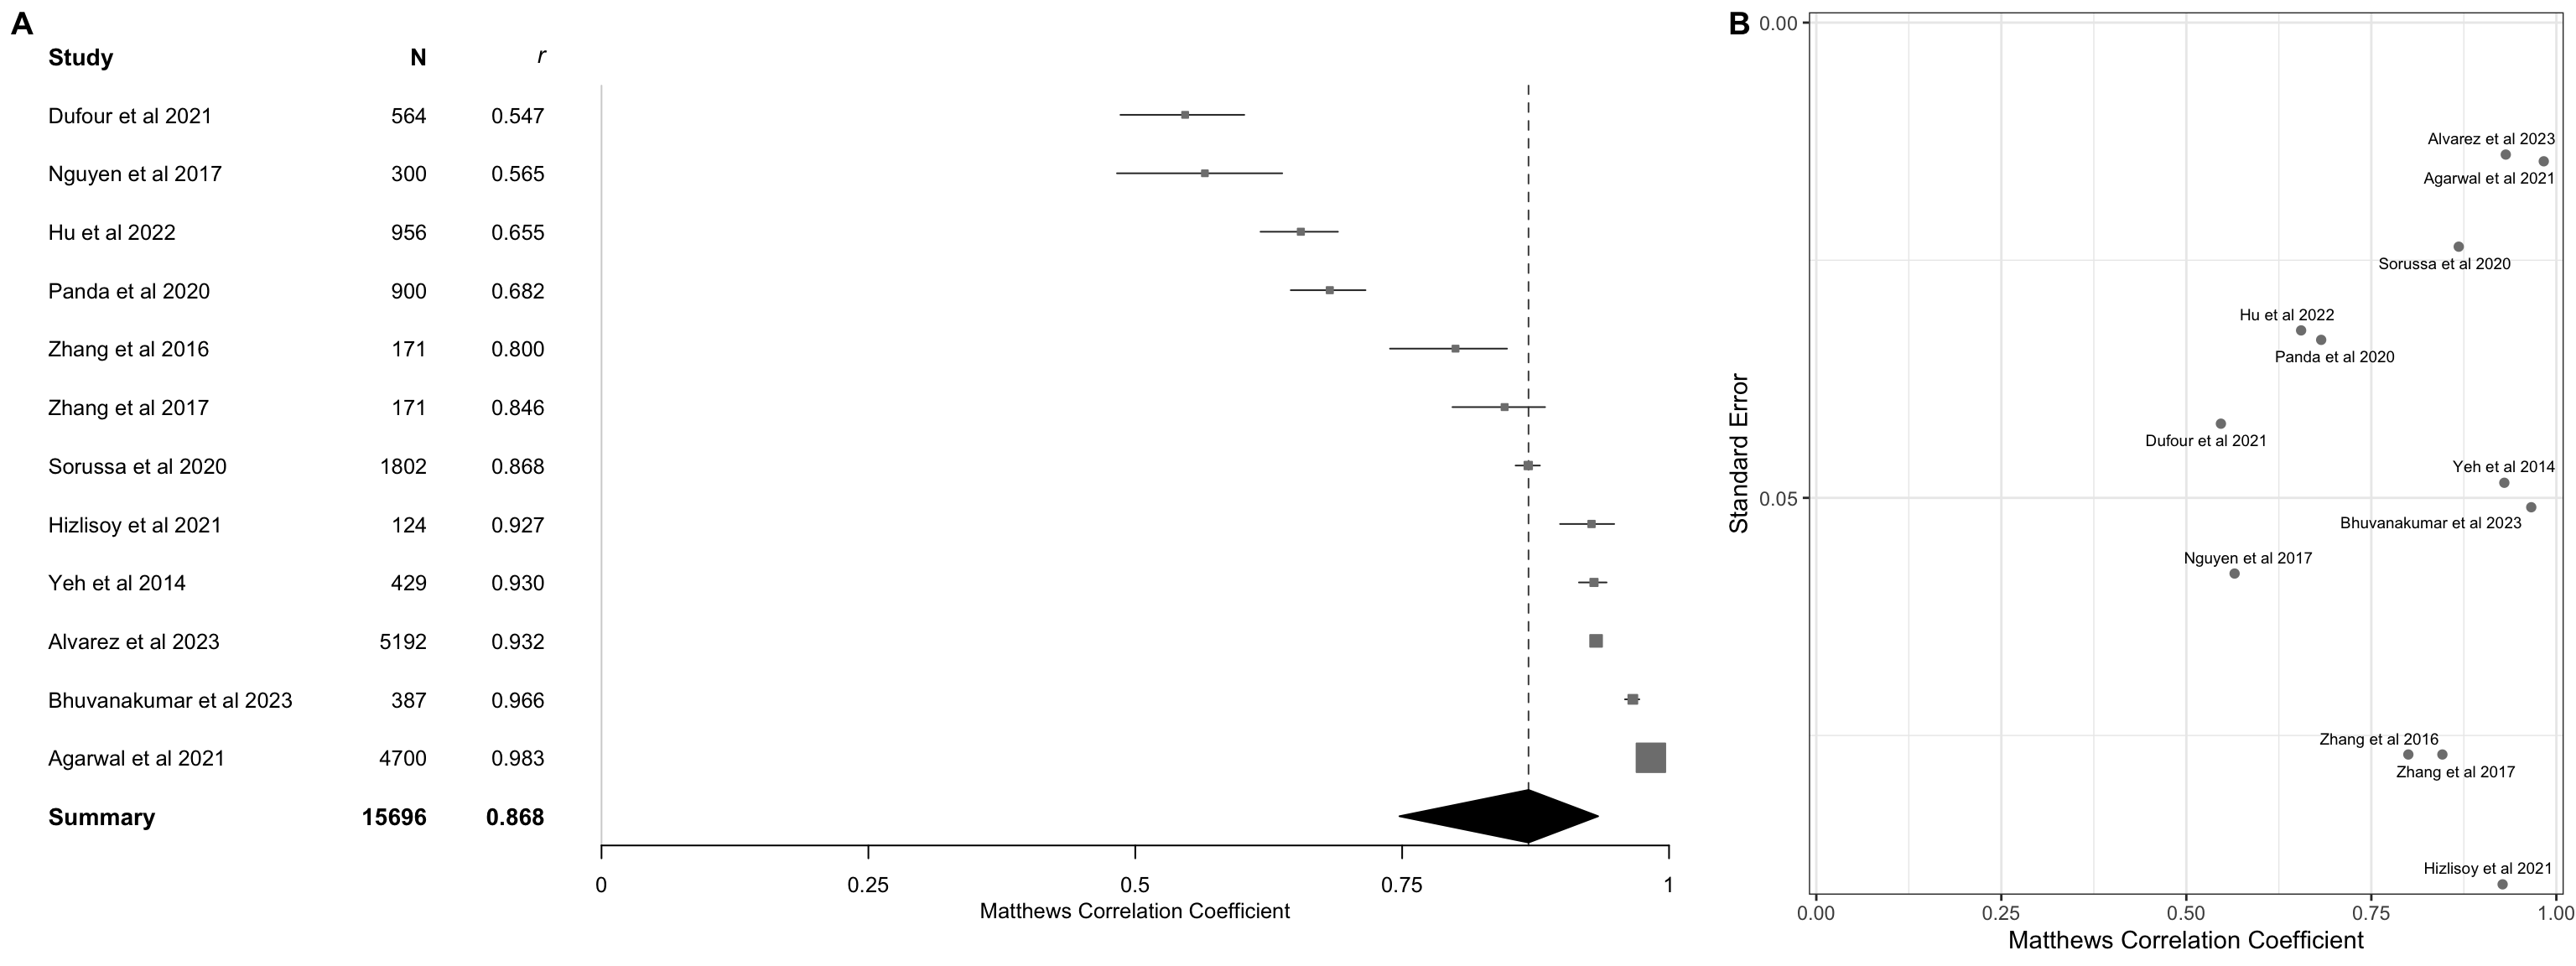 A
Study N r
Dufour et al 2021 564 0.547
Nguyen et al 2017 300 0.565
Hu et al 2022 956 0.655
Panda et al 2020 900 0.682
Zhang et al 2016 171 0.800
Zhang et al 2017 171 0.846
Sorussa et al 2020 1802 0.868
Hizlisoy et al 2021 124 0.927
Yeh et al 2014 429 0.930
Alvarez et al 2023 5192 0.932
Bhuvanakumar et al 2023 387 0.966
Agarwal et al 2021 4700 0.983
Summary 15696 0.868
0 0.25 0.5 0.75 1
Matthews Correlation Coefficient
B
0.00
Alvarez et al 2023
Agarwal et al 2021
Sorussa et al 2020
Hu et al 2022
Panda et al 2020
Standard Error
Dufour et al 2021
Yeh et al 2014
0.05
Bhuvanakumar et al 2023
Nguyen et al 2017
Zhang et al 2016
Zhang et al 2017
Hizlisoy et al 2021
0.00 0.25 0.50 0.75 1.00
Matthews Correlation Coefficient